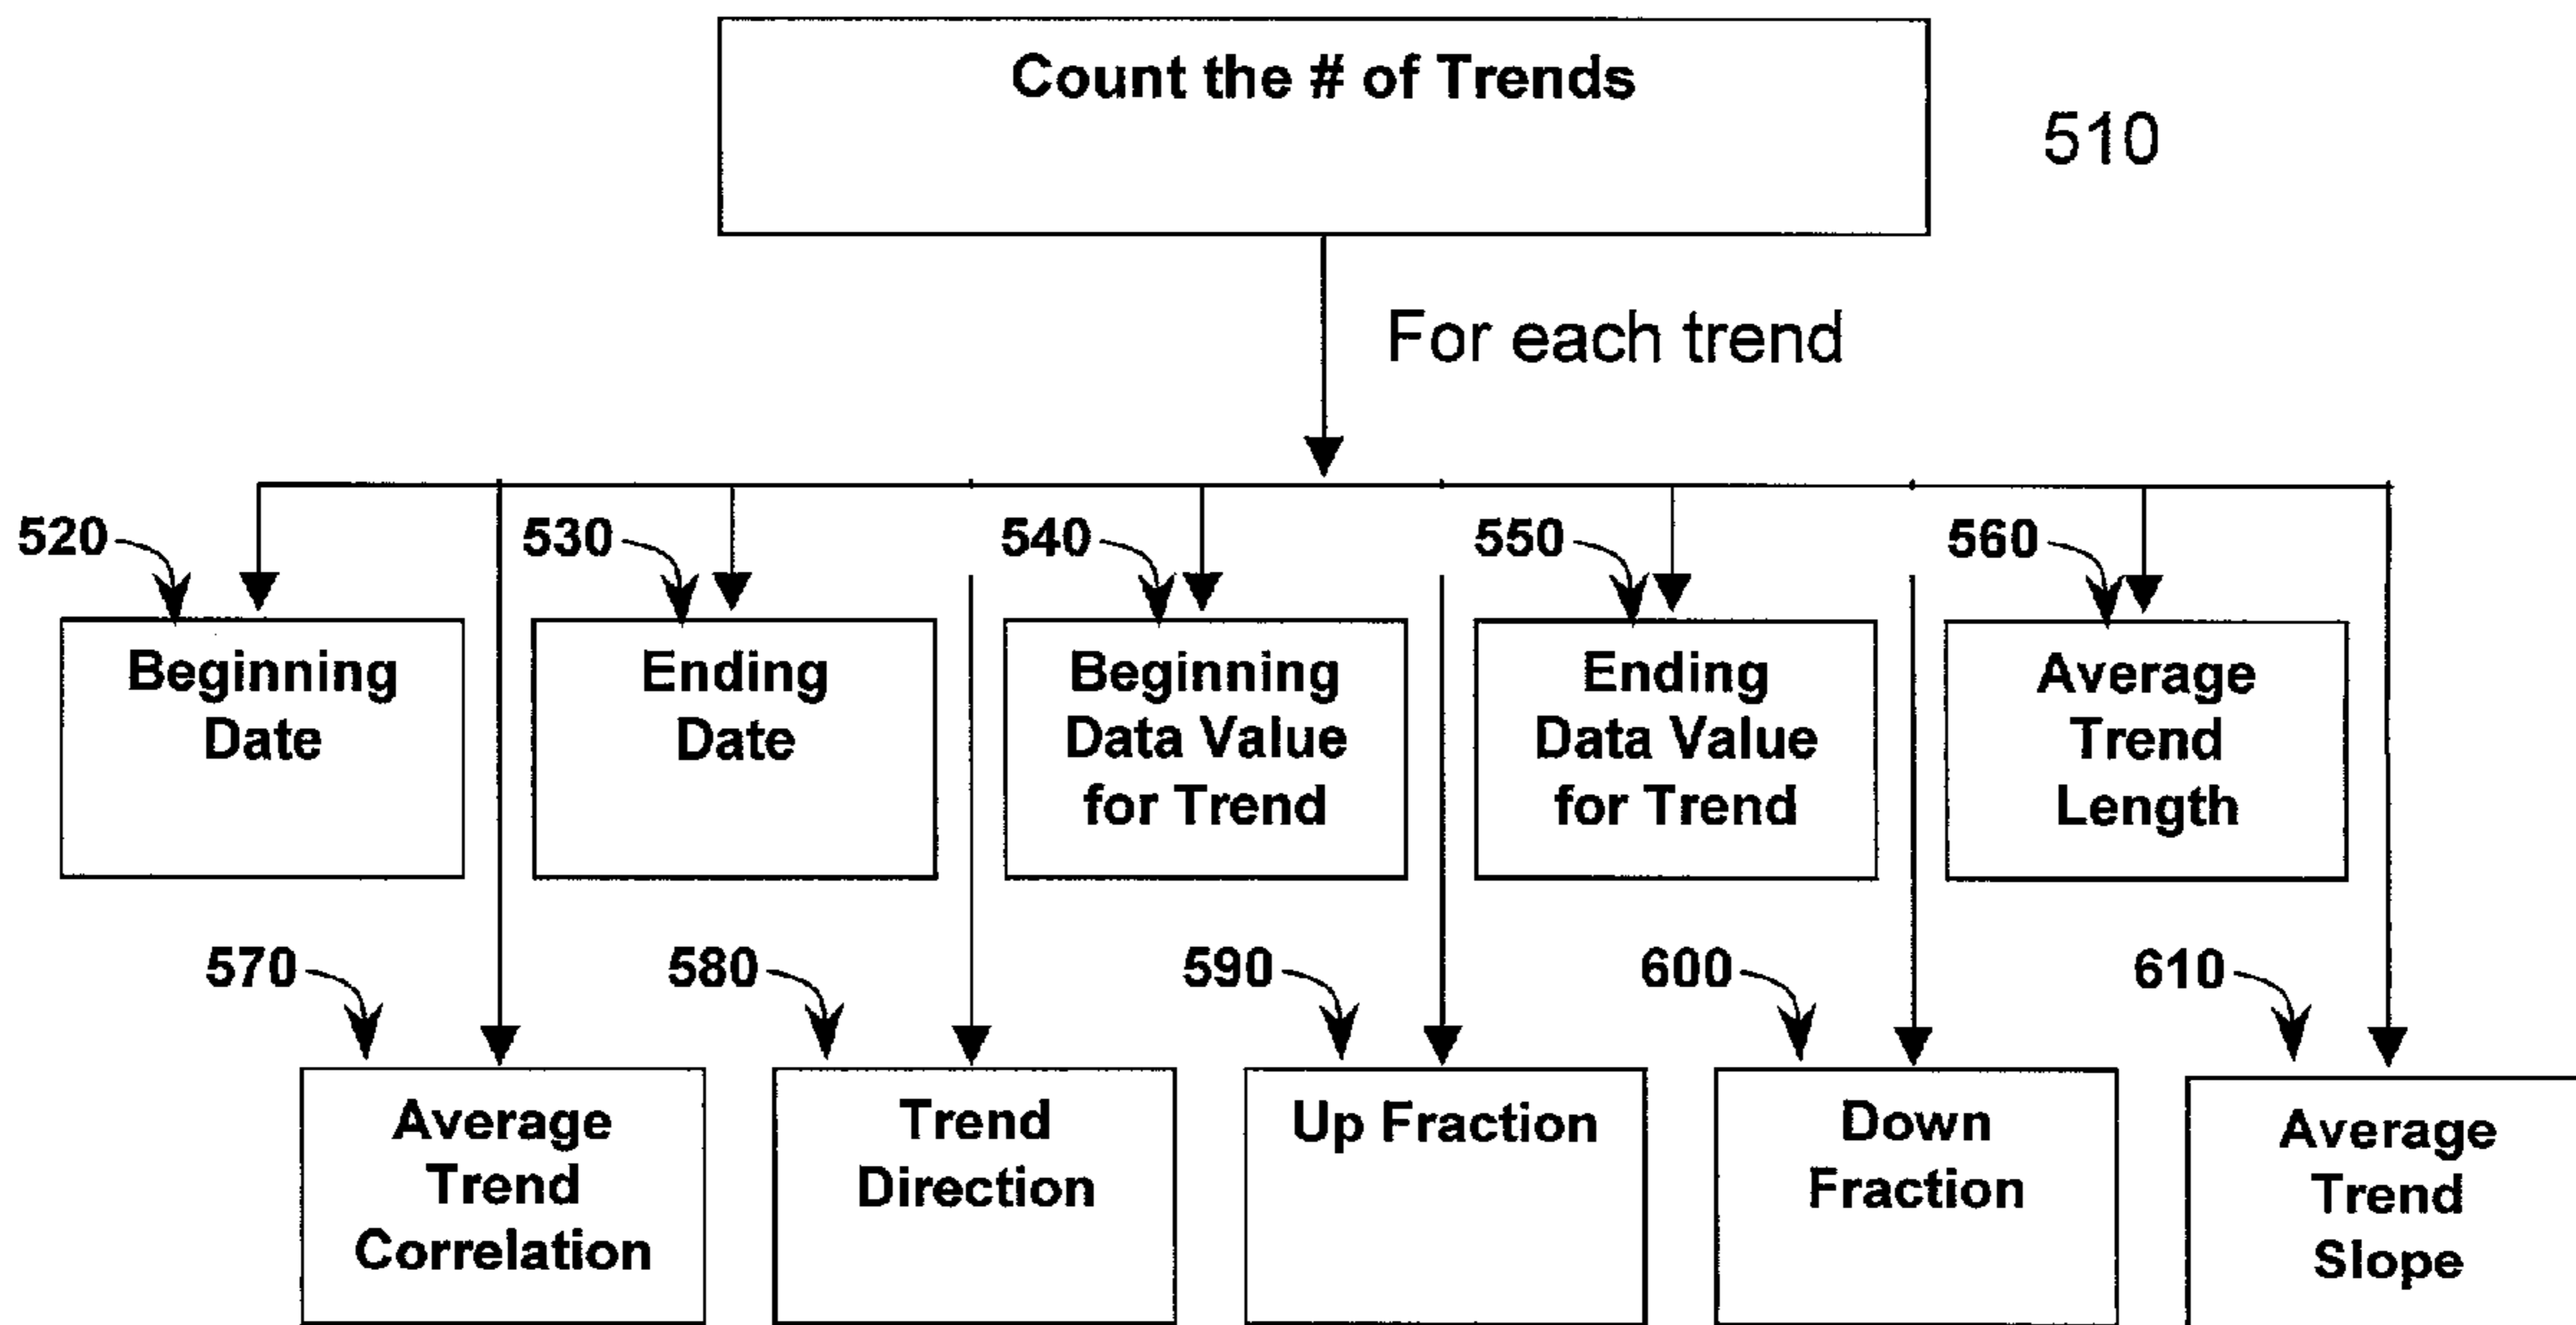 Count the # of Trends
510
For each trend
520
530
540
550
560
Beginning
Date
Ending
Date
Beginning
Data Value
for Trend
Ending
Data Value
for Trend
Average
Trend
Length
570
580
590
600
610
Average
Trend
Correlation
Trend
Direction
Up Fraction
Down
Fraction
Average
Trend
Slope